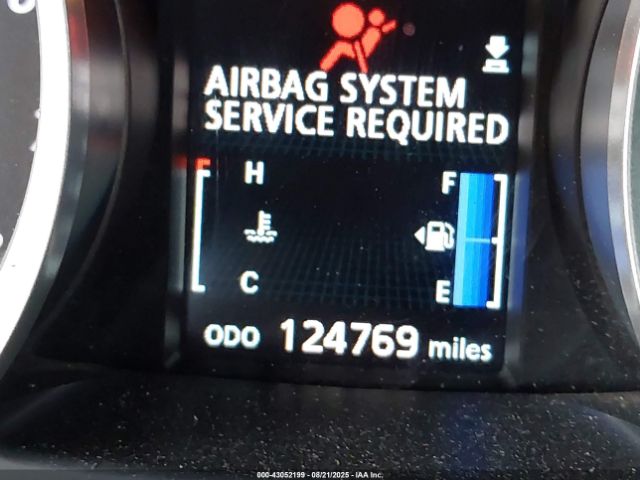 AIRBAG SYSTEM
SERVICE REQUIRED
H F
C E
ODO 124769 miles
000-43052199 - 08/21/2025 - IAA Inc.